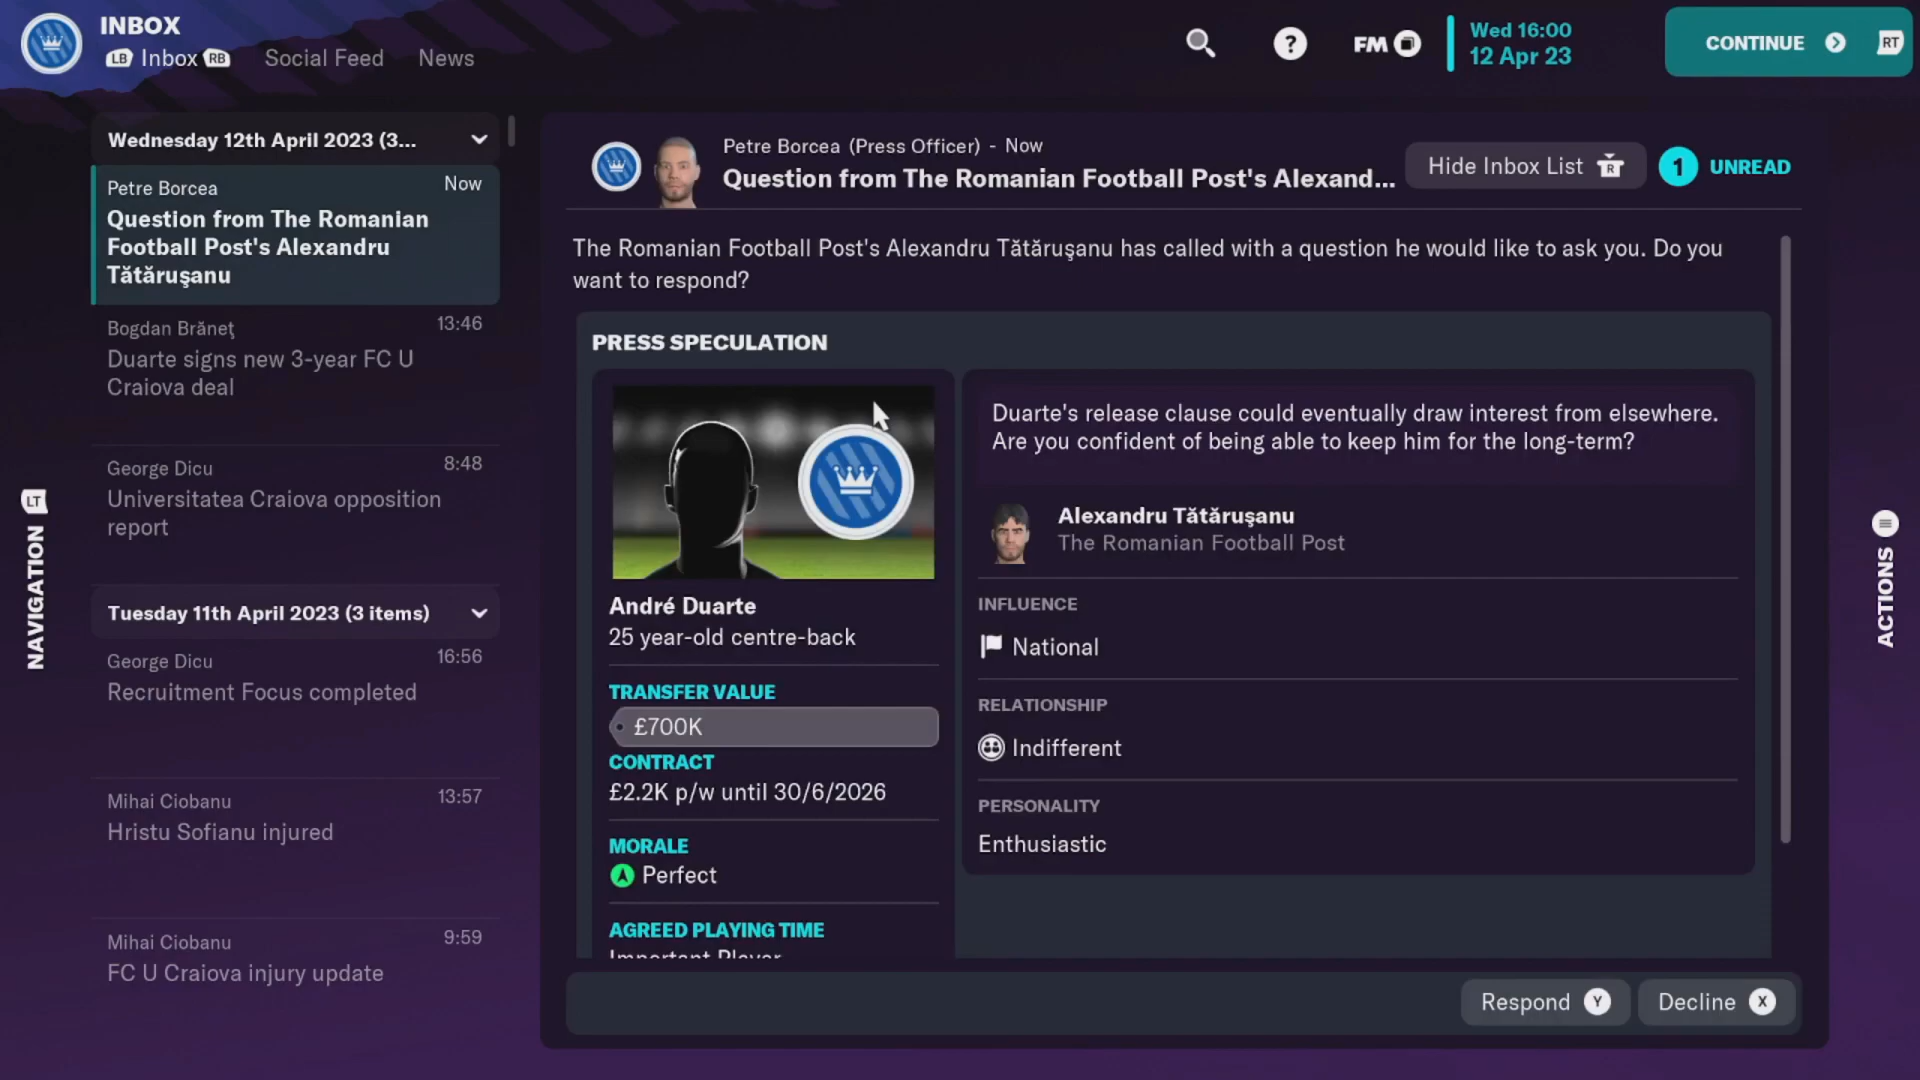 INBOX
LB Inbox RB Social Feed News
?
FM
Wed 16:00
12 Apr 23
CONTINUE RT
Wednesday 12th April 2023 (3...
Petre Borcea Now
Question from The Romanian
Football Post's Alexandru
Tătăruşanu
Bogdan Brăneţ 13:46
Duarte signs new 3-year FC U
Craiova deal
George Dicu 8:48
Universitatea Craiova opposition
report
Tuesday 11th April 2023 (3 items)
George Dicu 16:56
Recruitment Focus completed
Mihai Ciobanu 13:57
Hristu Sofianu injured
Mihai Ciobanu 9:59
FC U Craiova injury update
LT
NAVIGATION
Petre Borcea (Press Officer) - Now
Question from The Romanian Football Post's Alexand...
Hide Inbox List R
1 UNREAD
The Romanian Football Post's Alexandru Tătăruşanu has called with a question he would like to ask you. Do you
want to respond?
PRESS SPECULATION
André Duarte
25 year-old centre-back
TRANSFER VALUE
£700K
CONTRACT
£2.2K p/w until 30/6/2026
MORALE
Perfect
AGREED PLAYING TIME
Important Player
Duarte's release clause could eventually draw interest from elsewhere.
Are you confident of being able to keep him for the long-term?
Alexandru Tătăruşanu
The Romanian Football Post
INFLUENCE
National
RELATIONSHIP
Indifferent
PERSONALITY
Enthusiastic
Respond Y
Decline X
ACTIONS